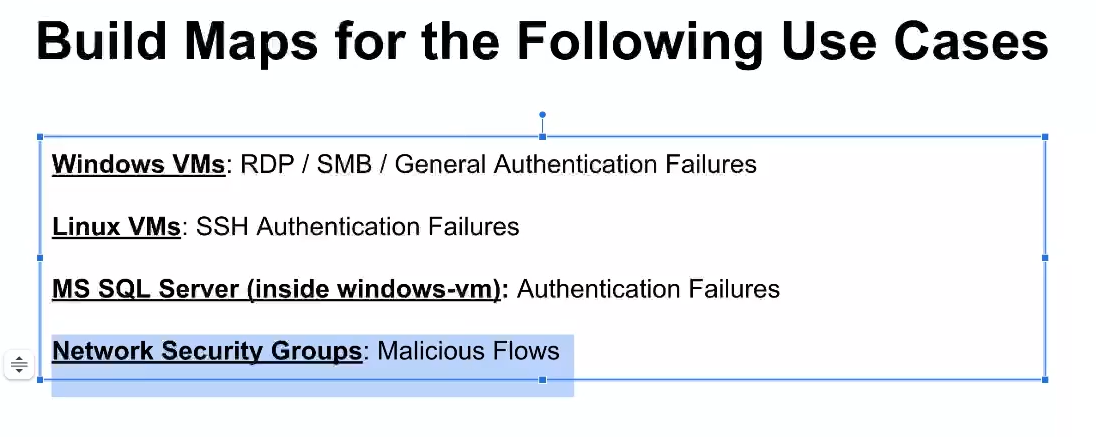 Build Maps for the Following Use Cases
Windows VMs: RDP / SMB / General Authentication Failures
Linux VMs: SSH Authentication Failures
MS SQL Server (inside windows-vm): Authentication Failures
Network Security Groups: Malicious Flows